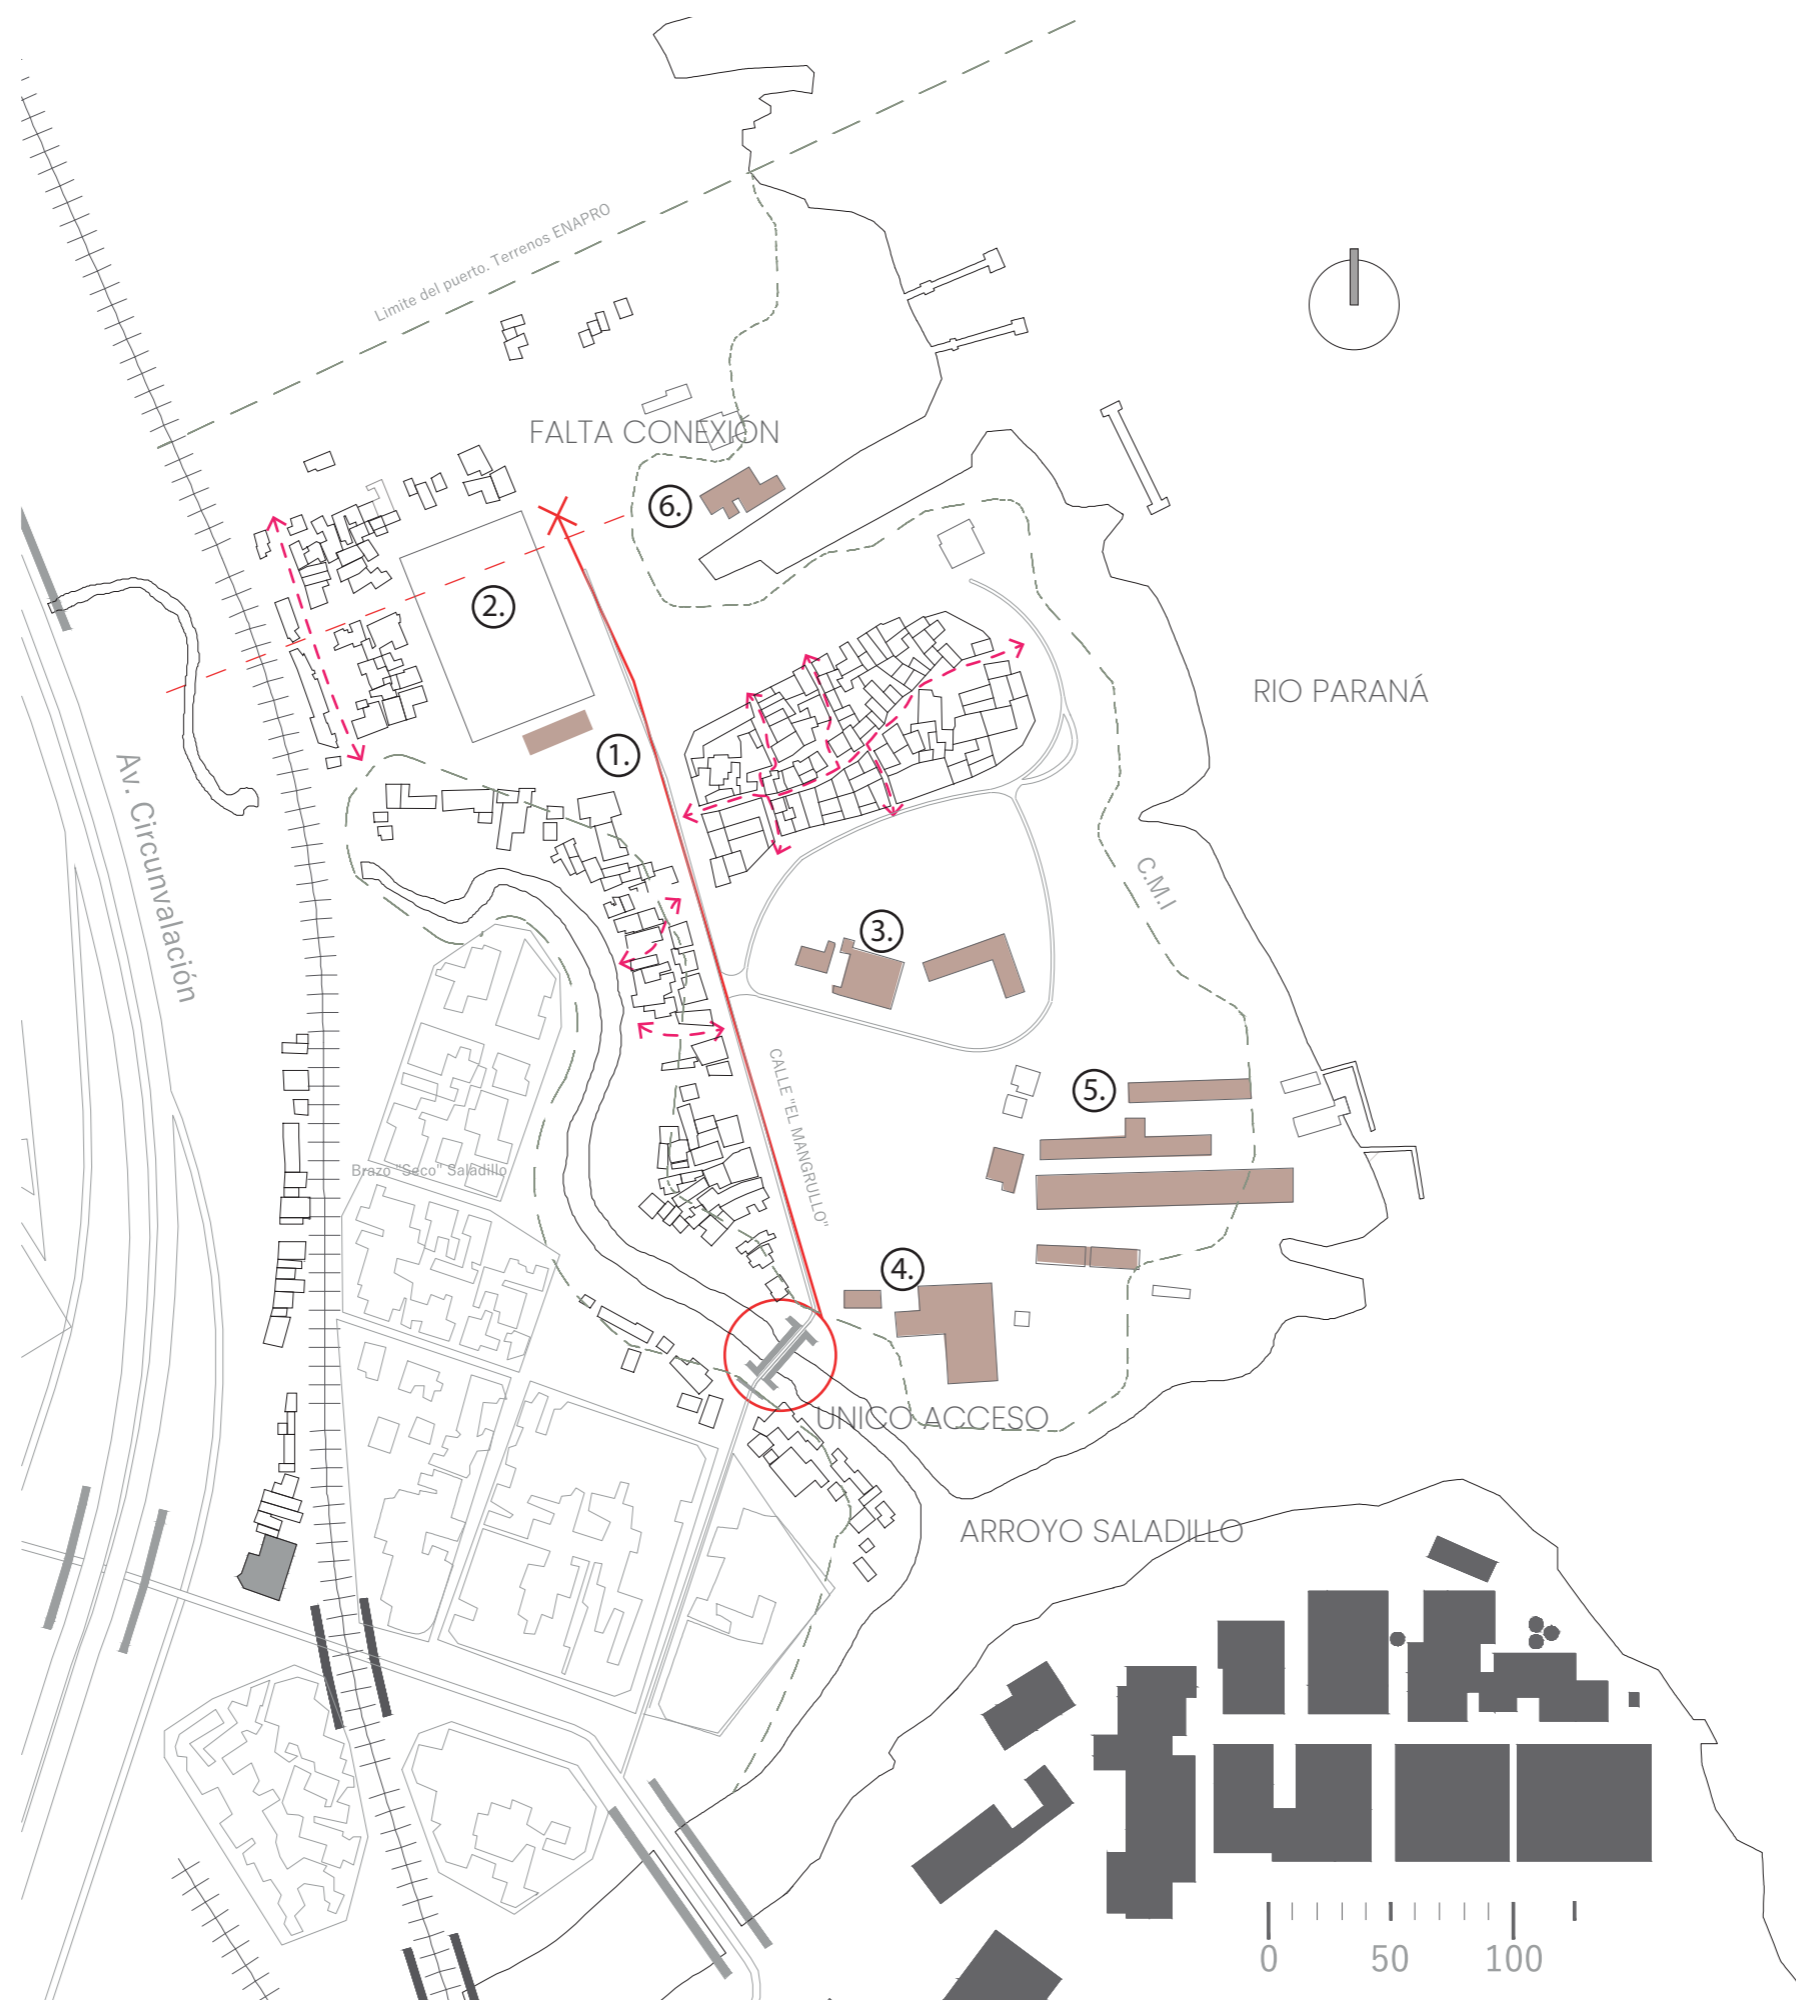 Limite del puerto. Terrenos ENAPRO
FALTA CONEXIÓN
6.
2.
RIO PARANÁ
1.
Av. Circunvalación
C.M.I
3.
CALLE "EL MANGRULLO"
5.
Brazo "Seco" Saladillo
4.
UNICO ACCESO
ARROYO SALADILLO
0 50 100